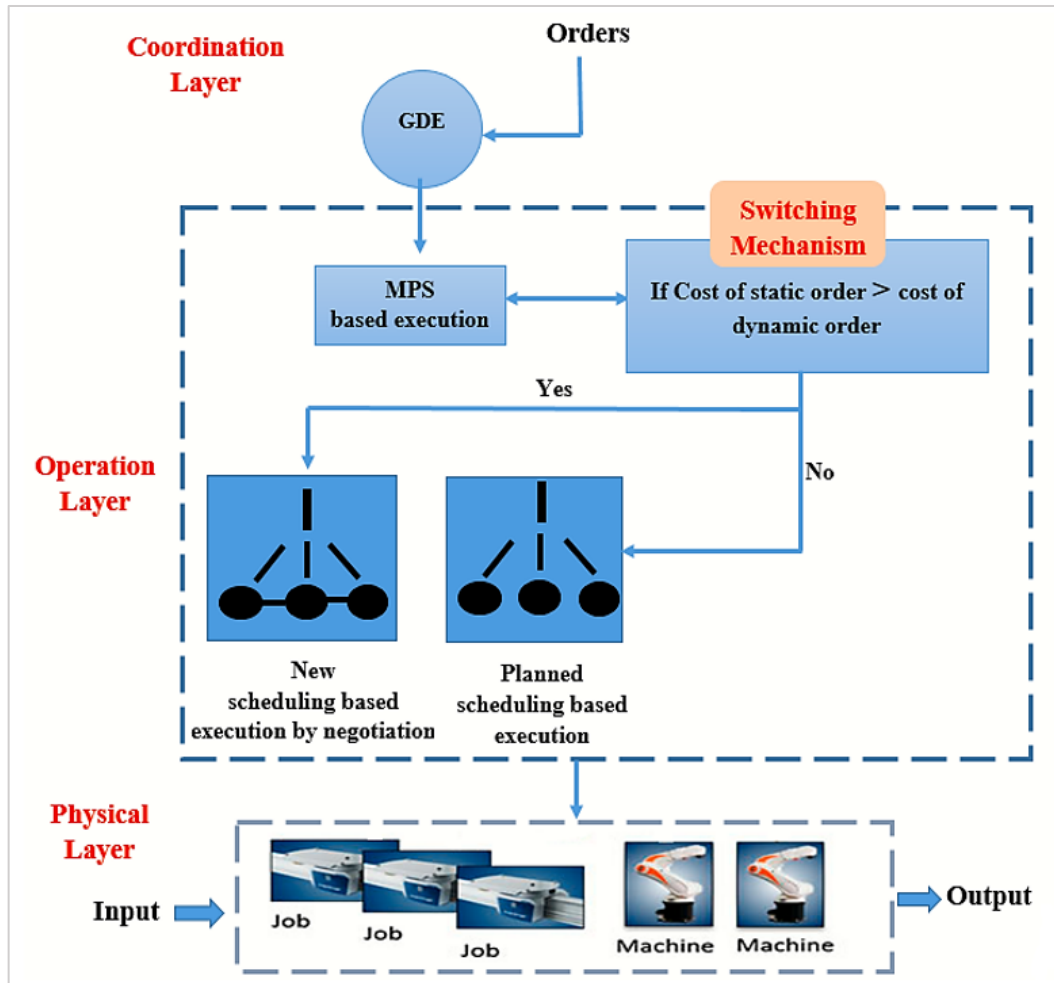 Coordination
Layer
Orders
GDE
Switching
Mechanism
MPS
based execution
If Cost of static order > cost of
dynamic order
Yes
No
Operation
Layer
New
scheduling based
execution by negotiation
Planned
scheduling based
execution
Physical
Layer
Input
Job
Job
Job
Machine
Machine
Output